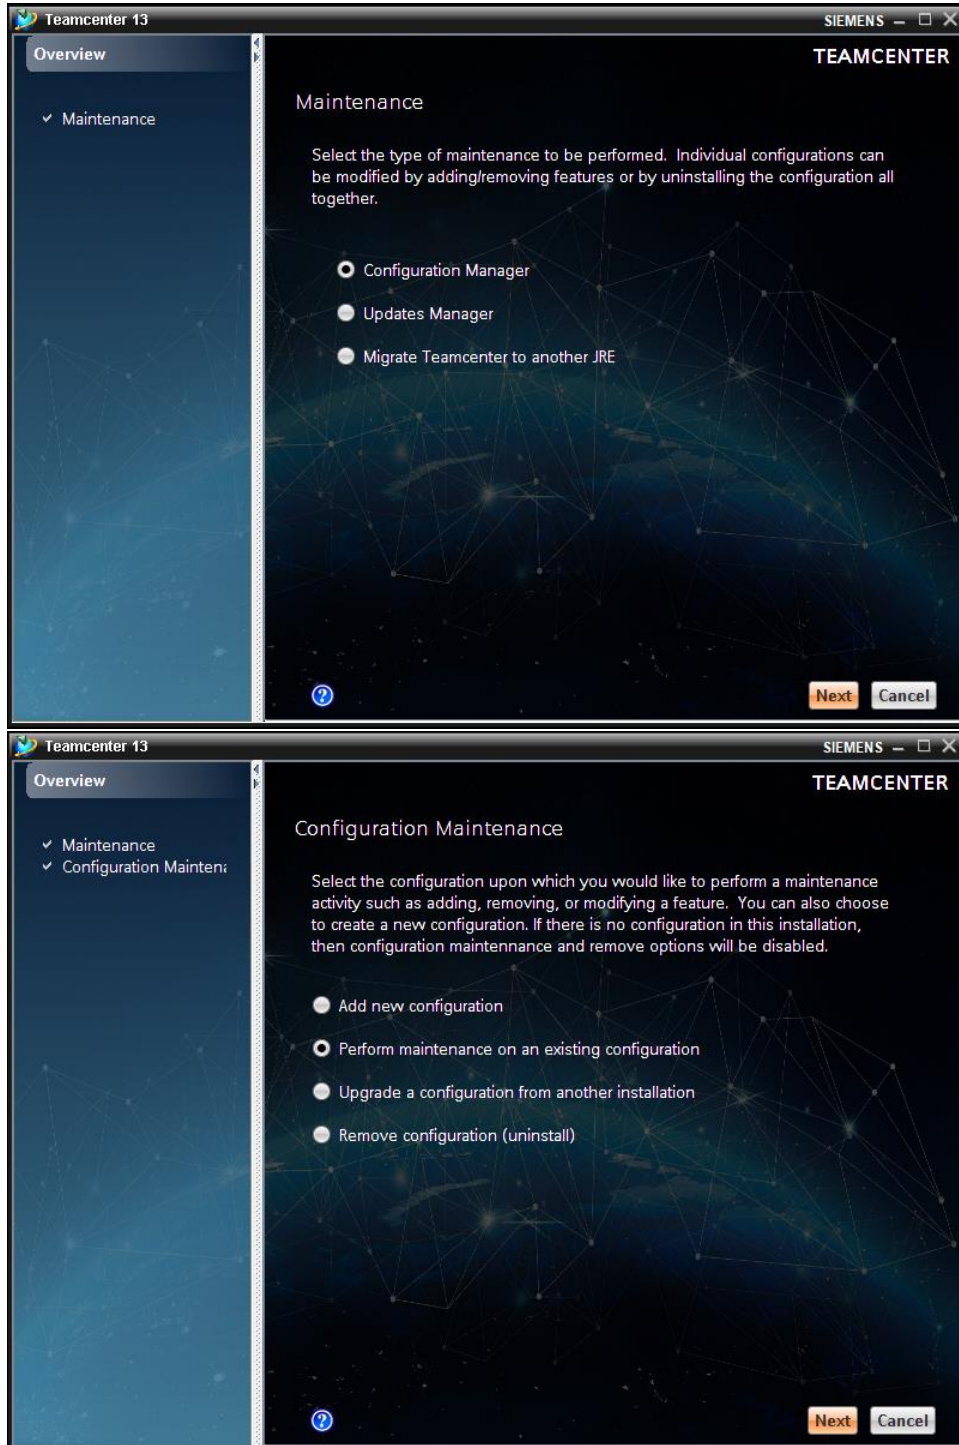 Teamcenter 13
SIEMENS
Overview
TEAMCENTER
Maintenance
Maintenance
Select the type of maintenance to be performed. Individual configurations can
be modified by adding/removing features or by uninstalling the configuration all
together.
Configuration Manager
Updates Manager
Migrate Teamcenter to another JRE
?
Next
Cancel
Teamcenter 13
SIEMENS
Overview
TEAMCENTER
Maintenance
Configuration Maintena
Configuration Maintenance
Select the configuration upon which you would like to perform a maintenance
activity such as adding, removing, or modifying a feature. You can also choose
to create a new configuration. If there is no configuration in this installation,
then configuration maintennance and remove options will be disabled.
Add new configuration
Perform maintenance on an existing configuration
Upgrade a configuration from another installation
Remove configuration (uninstall)
?
Next
Cancel